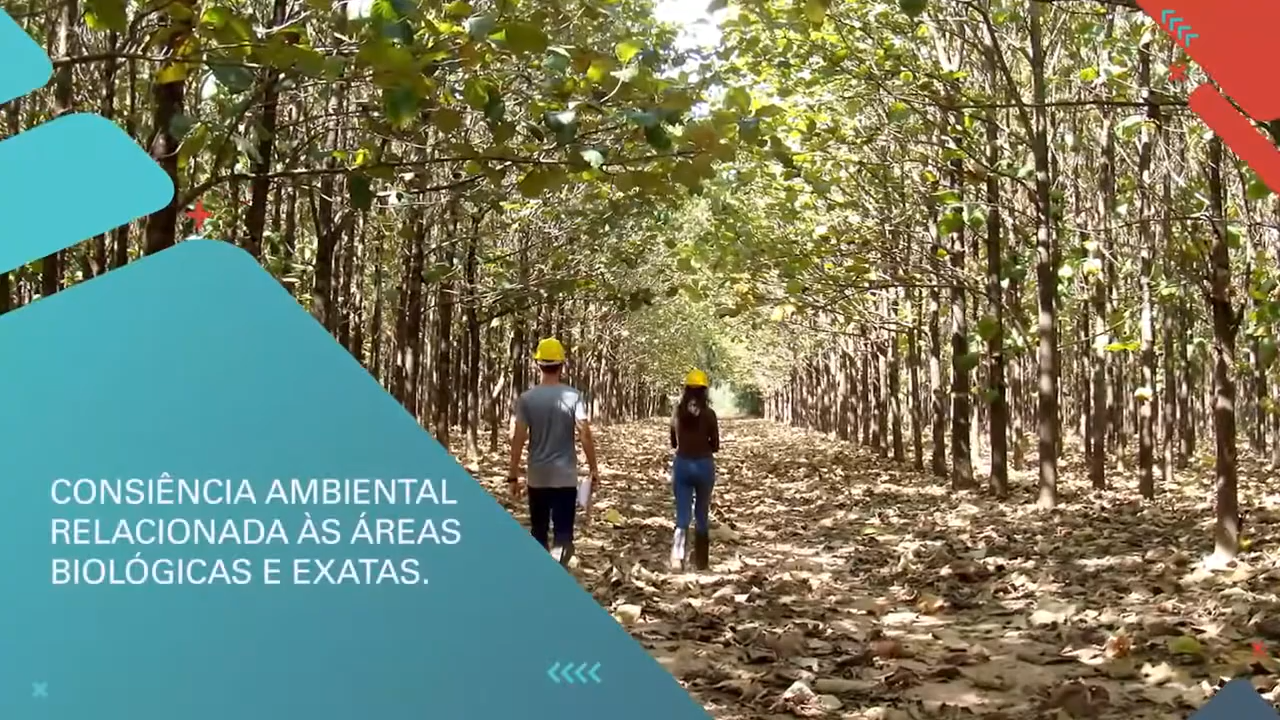 CONSIÊNCIA AMBIENTAL
RELACIONADA ÀS ÁREAS
BIOLÓGICAS E EXATAS.